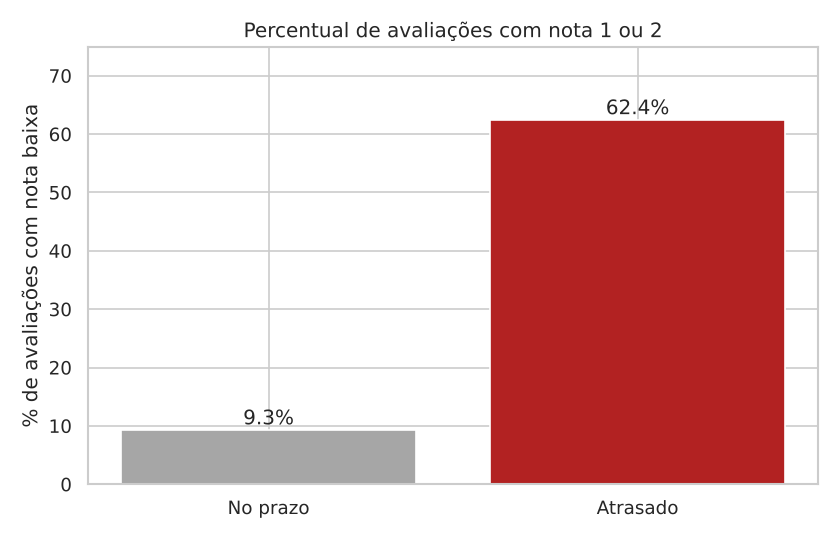 Percentual de avaliações com nota 1 ou 2
% de avaliações com nota baixa
70
60
50
40
30
20
10
0
62.4%
9.3%
No prazo
Atrasado